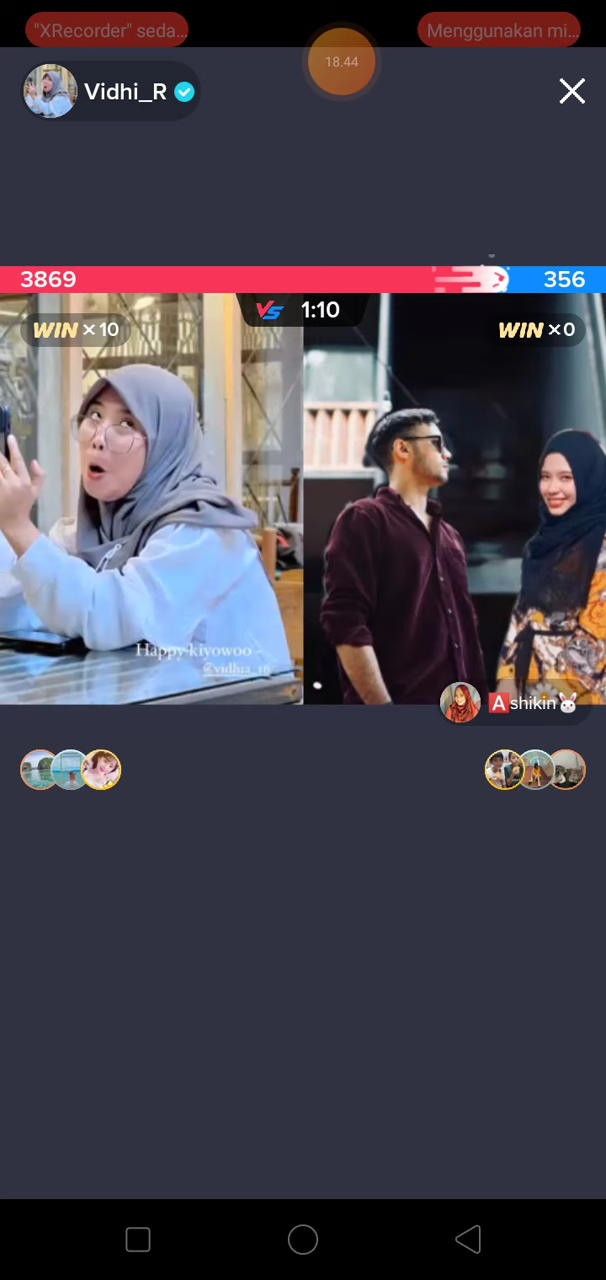 "XRecorder" seda...
Menggunakan mi...
18.44
Vidhi_R
3869
356
VS 1:10
WIN ×10
WIN ×0
Happy kiyowoo
@vidhia_16
Ashikin